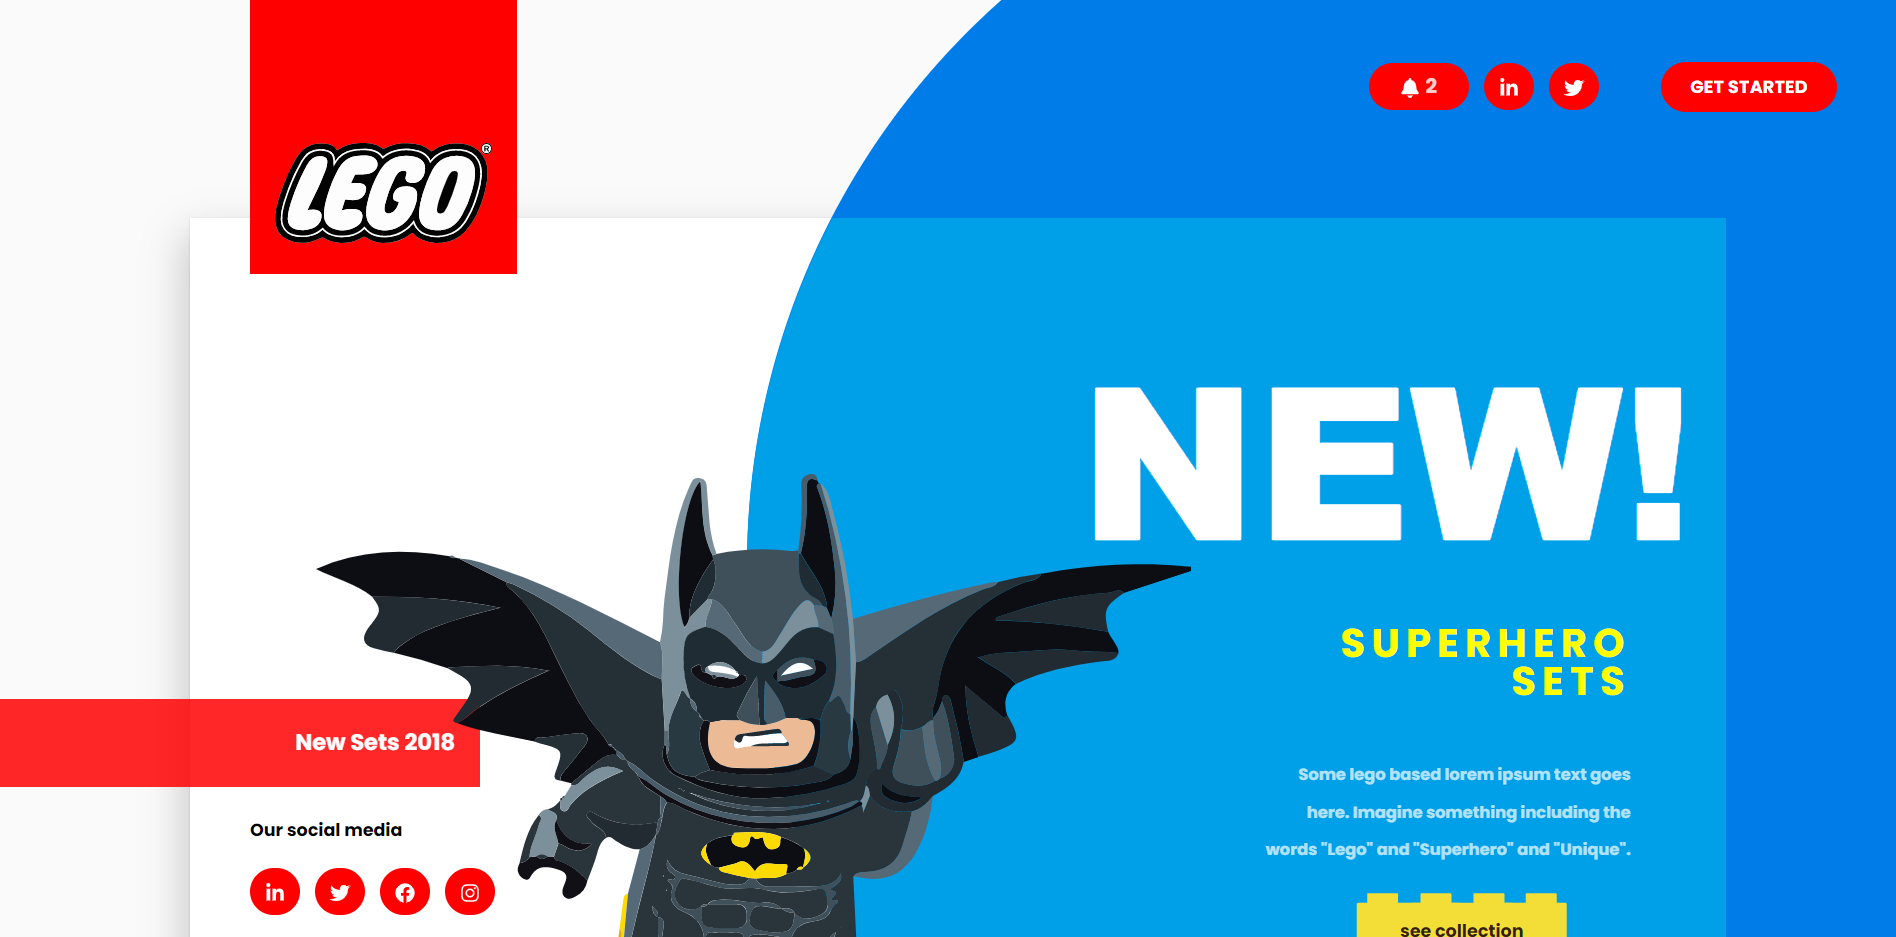 2
GET STARTED
LEGO®
NEW!
SUPERHERO
SETS
New Sets 2018
Some lego based lorem ipsum text goes
here. Imagine something including the
words "Lego" and "Superhero" and "Unique".
Our social media
see collection